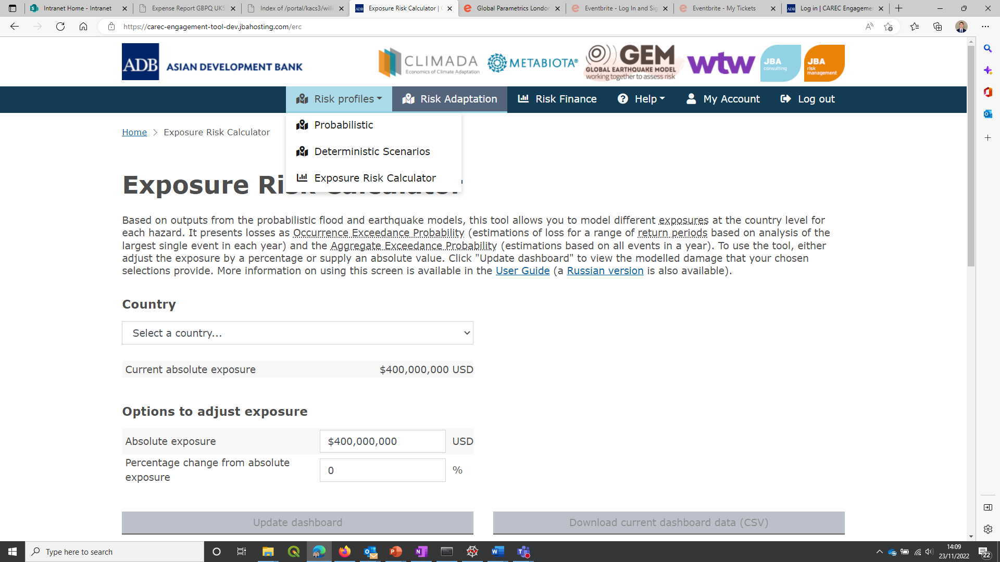 Intranet Home - Intranet
Expense Report GBPQ UK5
Index of /portal/kacs3/willi
Exposure Risk Calculator |
Global Parametrics London
Eventbrite - Log In and Sig
Eventbrite - My Tickets
ADB
Log in | CAREC Engagemen
https://carec-engagement-tool-dev.jbahosting.com/erc
ADB ASIAN DEVELOPMENT BANK
CLIMADA
Economics of Climate Adaptation
METABIOTA®
GEM
GLOBAL EARTHQUAKE MODEL
working together to assess risk
wtw
JBA
consulting
JBA
risk
management
Risk profiles
Risk Adaptation
Risk Finance
Help
My Account
Log out
Probabilistic
Deterministic Scenarios
Exposure Risk Calculator
Home > Exposure Risk Calculator
Exposure Risk Calculator
Based on outputs from the probabilistic flood and earthquake models, this tool allows you to model different exposures at the country level for
each hazard. It presents losses as Occurrence Exceedance Probability (estimations of loss for a range of return periods based on analysis of the
largest single event in each year) and the Aggregate Exceedance Probability (estimations based on all events in a year). To use the tool, either
adjust the exposure by a percentage or supply an absolute value. Click "Update dashboard" to view the modelled damage that your chosen
selections provide. More information on using this screen is available in the User Guide (a Russian version is also available).
Country
Select a country...
Current absolute exposure $400,000,000 USD
Options to adjust exposure
Absolute exposure $400,000,000 USD
Percentage change from absolute
exposure
0 %
Update dashboard
Download current dashboard data (CSV)
Type here to search
14:09
23/11/2022
22